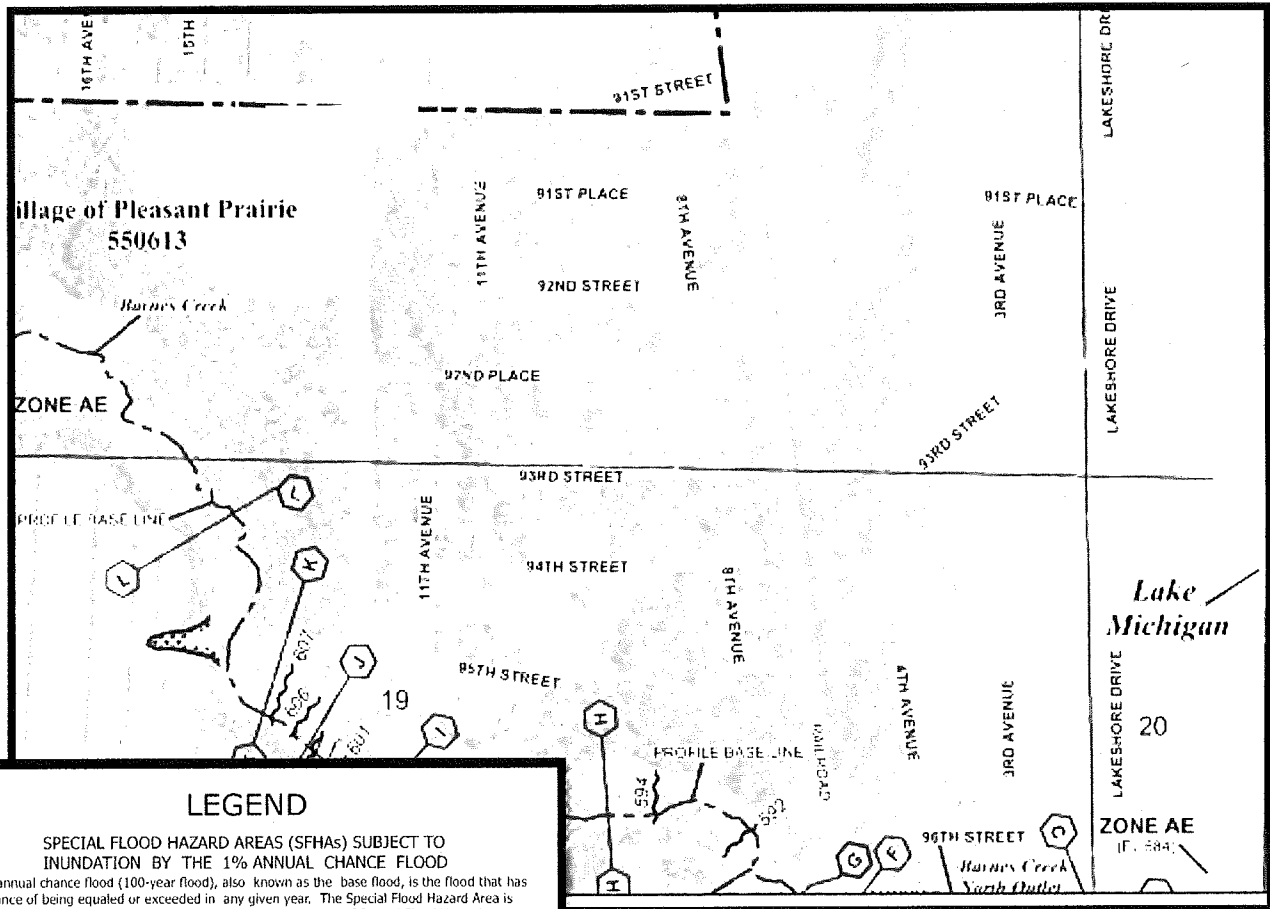 16TH AVE
15TH
91ST STREET
LAKESHORE DR
illage of Pleasant Prairie
550613
11TH AVENUE
91ST PLACE
8TH AVENUE
91ST PLACE
3RD AVENUE
92ND STREET
Barnes Creek
LAKESHORE DRIVE
92ND PLACE
ZONE AE
93RD STREET
93RD STREET
PROFILE BASE LINE
L
L
K
11TH AVENUE
94TH STREET
8TH AVENUE
Lake
Michigan
607
J
95TH STREET
19
606
601
I
H
4TH AVENUE
3RD AVENUE
LAKESHORE DRIVE
20
PROFILE BASE LINE
RAILROAD
594
592
96TH STREET
G
F
ZONE AE
(EL 584)
Barnes Creek
North Outlet
H
LEGEND
SPECIAL FLOOD HAZARD AREAS (SFHAs) SUBJECT TO
INUNDATION BY THE 1% ANNUAL CHANCE FLOOD
annual chance flood (100-year flood), also known as the base flood, is the flood that has
ance of being equaled or exceeded in any given year. The Special Flood Hazard Area is